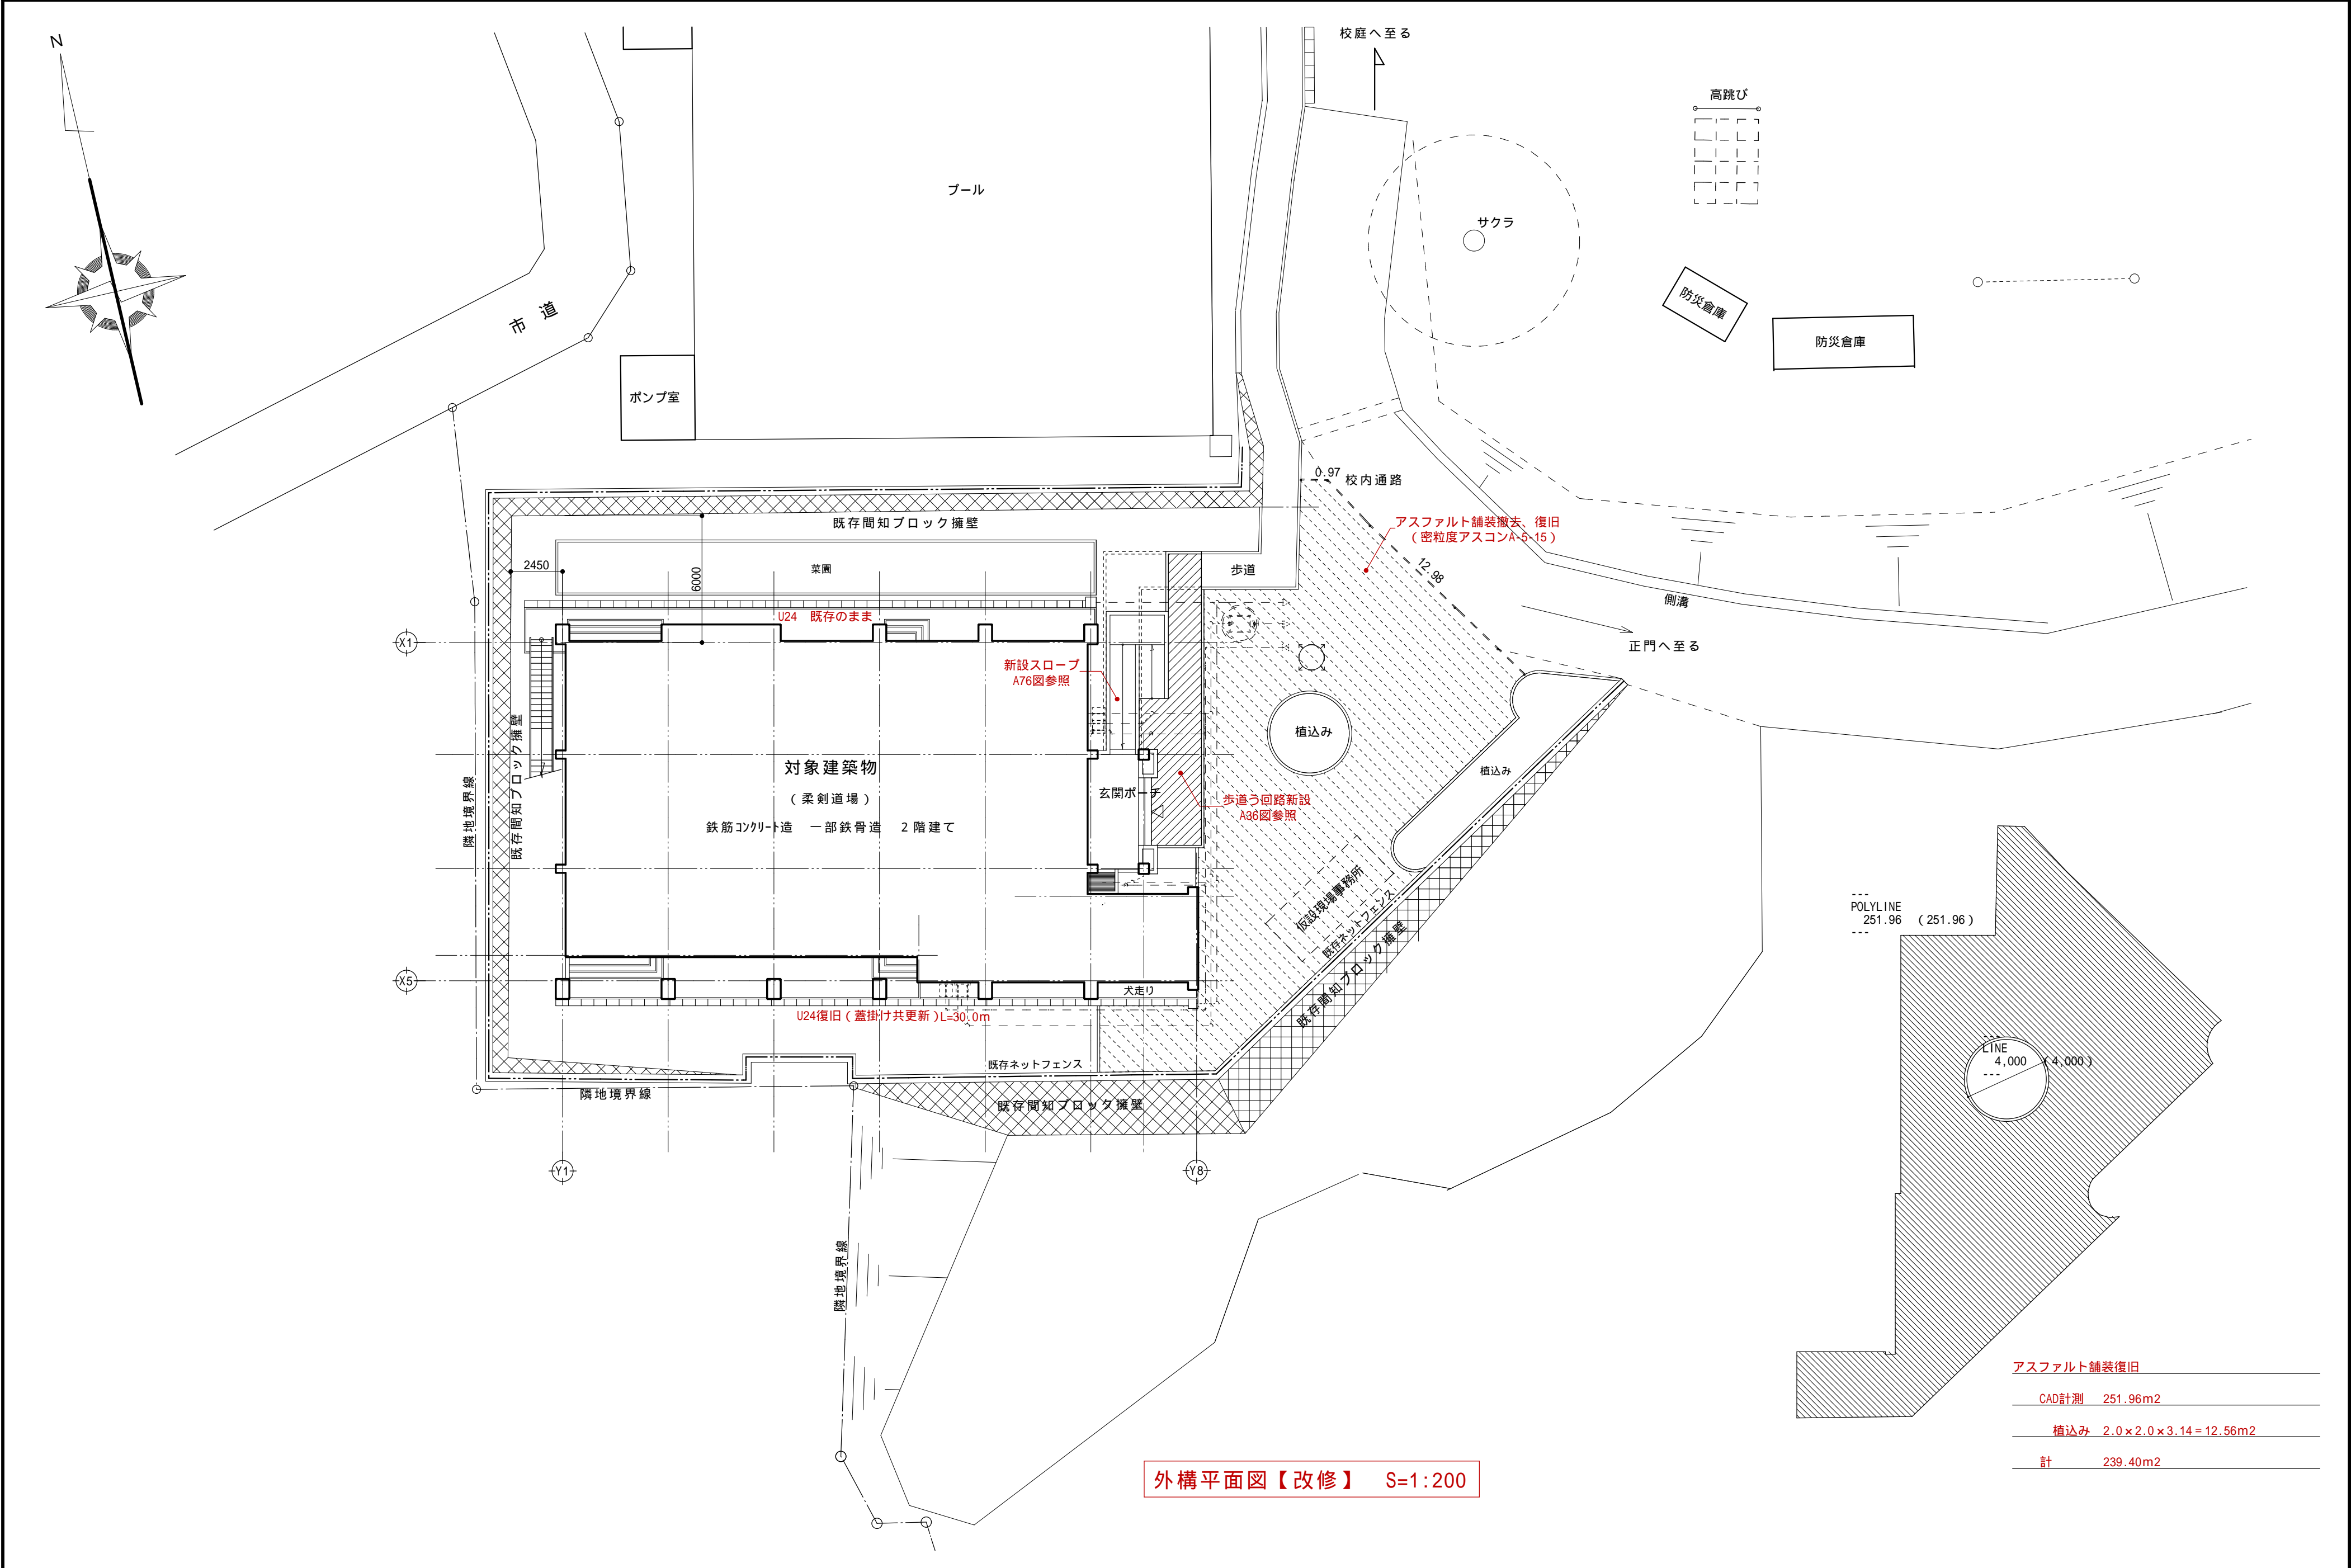 N
校庭へ至る
高跳び
プール
サクラ
防災倉庫
防災倉庫
市道
ポンプ室
0.97
校内通路
既存間知ブロック擁壁
アスファルト舗装撤去、復旧
（密粒度アスコンA-5-15）
2450
6000
菜園
歩道
12.98
側溝
U24　既存のまま
X1
正門へ至る
新設スロープ
A76図参照
既存間知ブロック擁壁
隣地境界線
植込み
対象建築物
（柔剣道場）
鉄筋コンクリート造　一部鉄骨造　２階建て
玄関ポーチ
植込み
歩道う回路新設
A36図参照
仮設現場事務所
既存ネットフェンス
既存間知ブロック擁壁
POLYLINE
251.96　(251.96)
X5
犬走り
U24復旧（蓋掛け共更新）L=30.0m
既存ネットフェンス
隣地境界線
既存間知ブロック擁壁
LINE
4,000　(4,000)
Y1
Y8
隣地境界線
アスファルト舗装復旧
CAD計測　251.96m2
植込み　2.0×2.0×3.14＝12.56m2
計　239.40m2
外構平面図【改修】　S=1:200